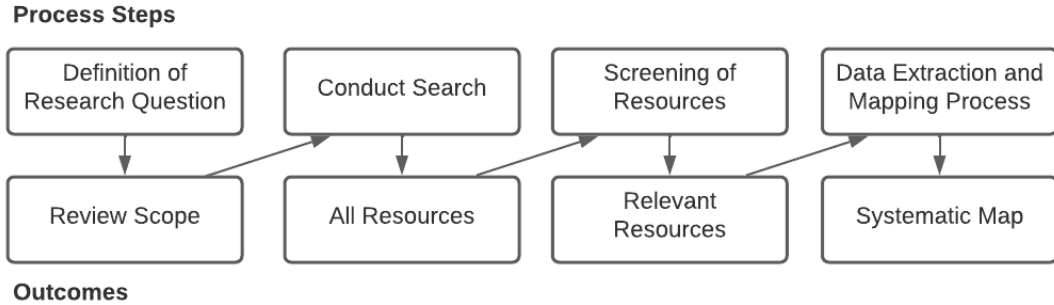 Process Steps
Definition of
Research Question
Conduct Search
Screening of
Resources
Data Extraction and
Mapping Process
Review Scope
All Resources
Relevant
Resources
Systematic Map
Outcomes